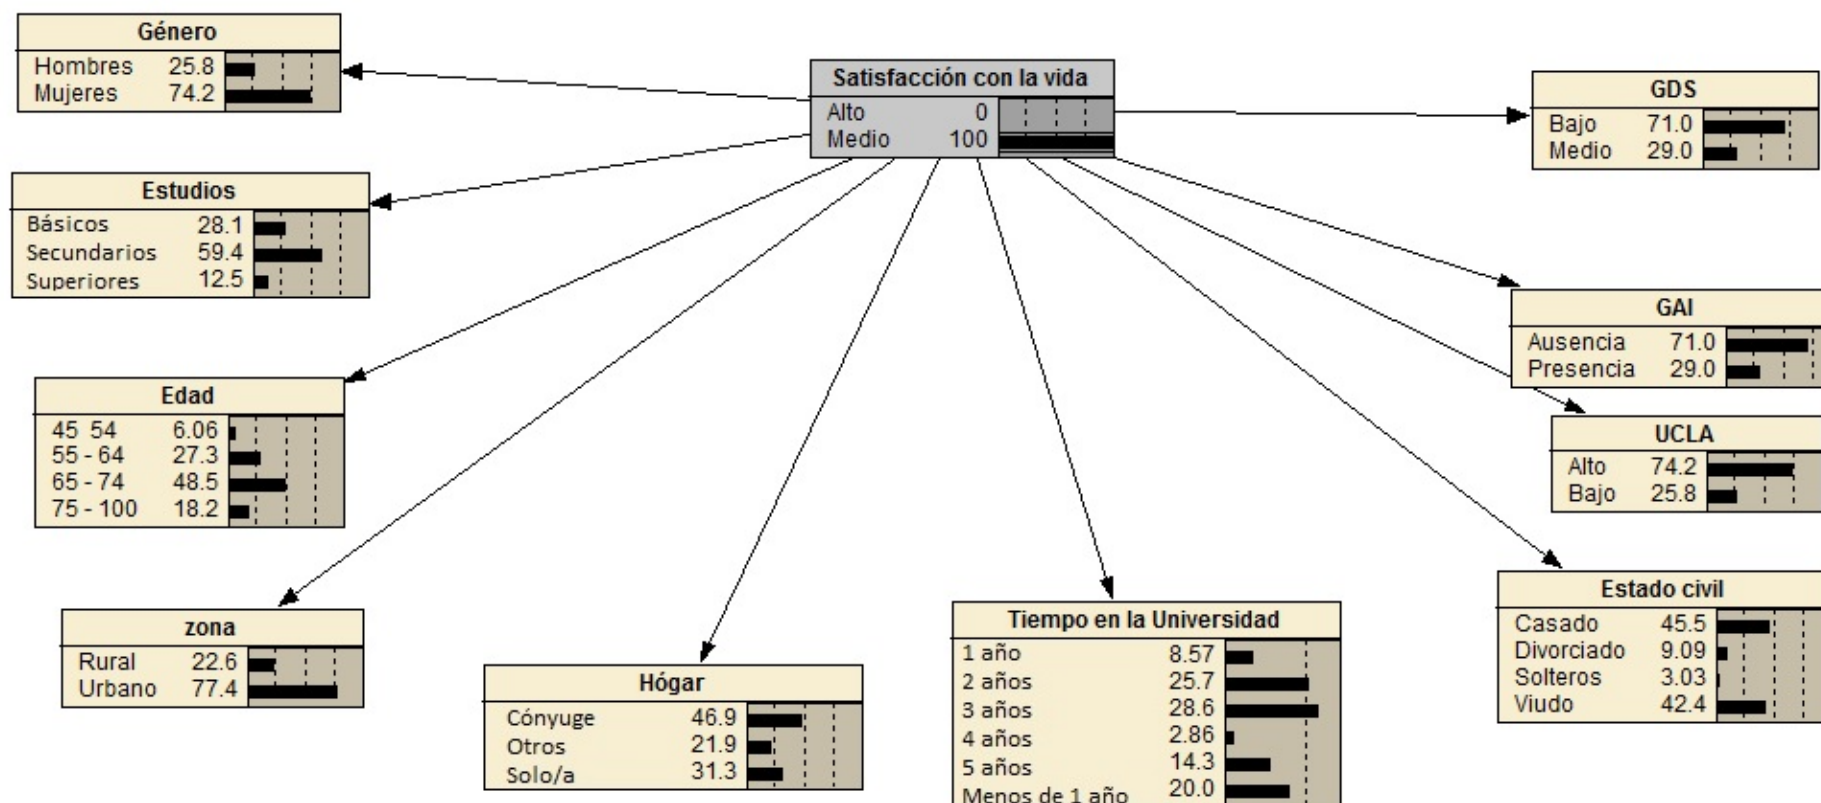 Género
Hombres 25.8
Mujeres 74.2
Satisfacción con la vida
Alto 0
Medio 100
GDS
Bajo 71.0
Medio 29.0
Estudios
Básicos 28.1
Secundarios 59.4
Superiores 12.5
GAI
Ausencia 71.0
Presencia 29.0
Edad
45 54 6.06
55 - 64 27.3
65 - 74 48.5
75 - 100 18.2
UCLA
Alto 74.2
Bajo 25.8
zona
Rural 22.6
Urbano 77.4
Hógar
Cónyuge 46.9
Otros 21.9
Solo/a 31.3
Tiempo en la Universidad
1 año 8.57
2 años 25.7
3 años 28.6
4 años 2.86
5 años 14.3
Menos de 1 año 20.0
Estado civil
Casado 45.5
Divorciado 9.09
Solteros 3.03
Viudo 42.4